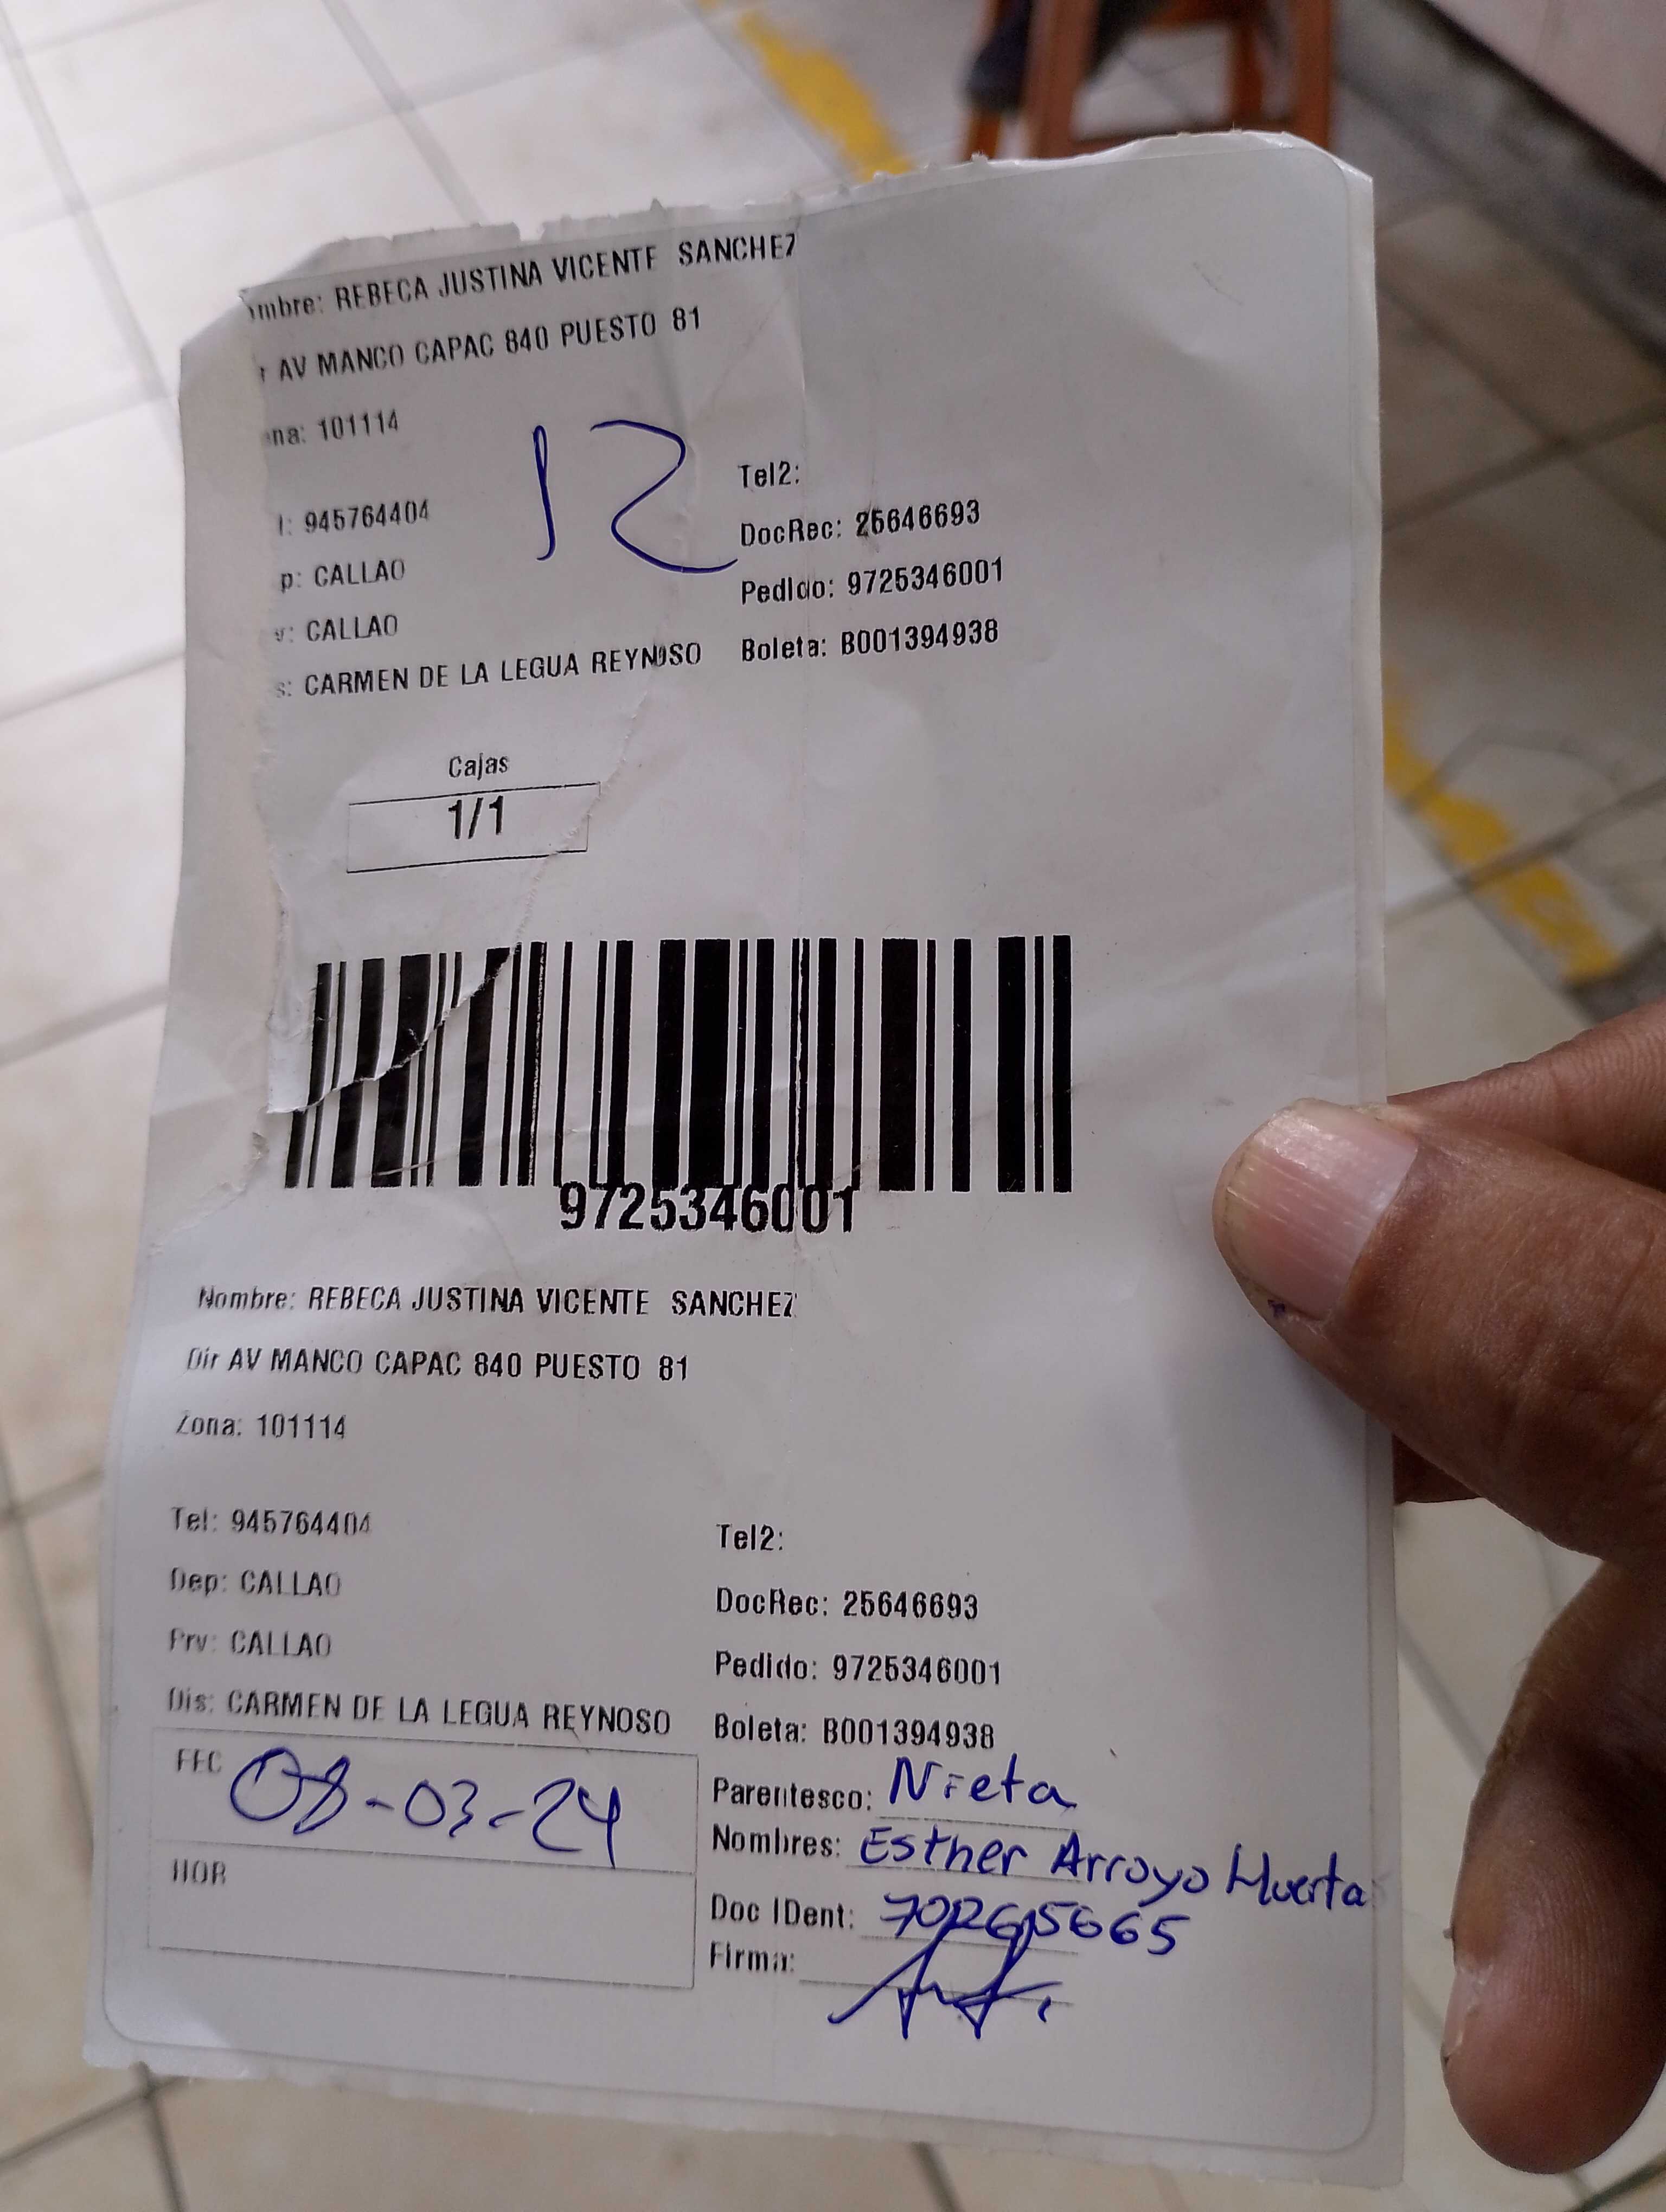 mbre: REBECA JUSTINA VICENTE SANCHEZ
r AV MANCO CAPAC 840 PUESTO 81
na: 101114
12
l: 945764404
Tel2:
p: CALLAO
DocRec: 25646693
v: CALLAO
Pedido: 9725346001
s: CARMEN DE LA LEGUA REYNOSO
Boleta: B001394938
Cajas
1/1
9725346001
Nombre: REBECA JUSTINA VICENTE SANCHEZ
Dir AV MANCO CAPAC 840 PUESTO 81
Zona: 101114
Tel: 945764404
Tel2:
Dep: CALLAO
DocRec: 25646693
Prv: CALLAO
Pedido: 9725346001
Dis: CARMEN DE LA LEGUA REYNOSO
Boleta: B001394938
FEC 08-03-24
HOR
Parentesco: Nieta
Nombres: Esther Arroyo Huerta
Doc IDent:
Firma: